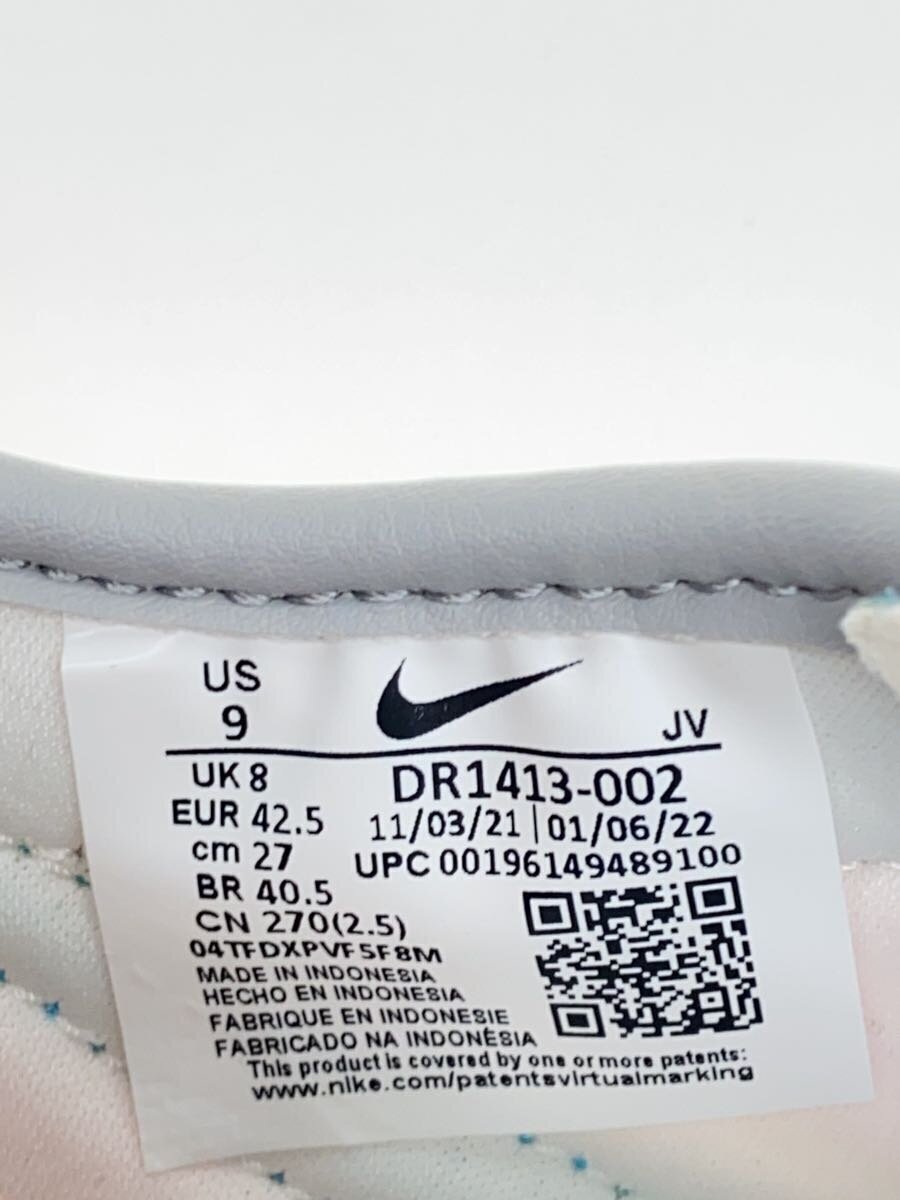 US
9
JV
UK 8
DR1413-002
EUR 42.5
11/03/21 | 01/06/22
cm 27
UPC 00196149489100
BR 40.5
CN 270(2.5)
04TFDXPVF5F8M
MADE IN INDONESIA
HECHO EN INDONESIA
FABRIQUE EN INDONESIE
FABRICADO NA INDONÉSIA
This product is covered by one or more patents:
www.nike.com/patentsvirtualmarking